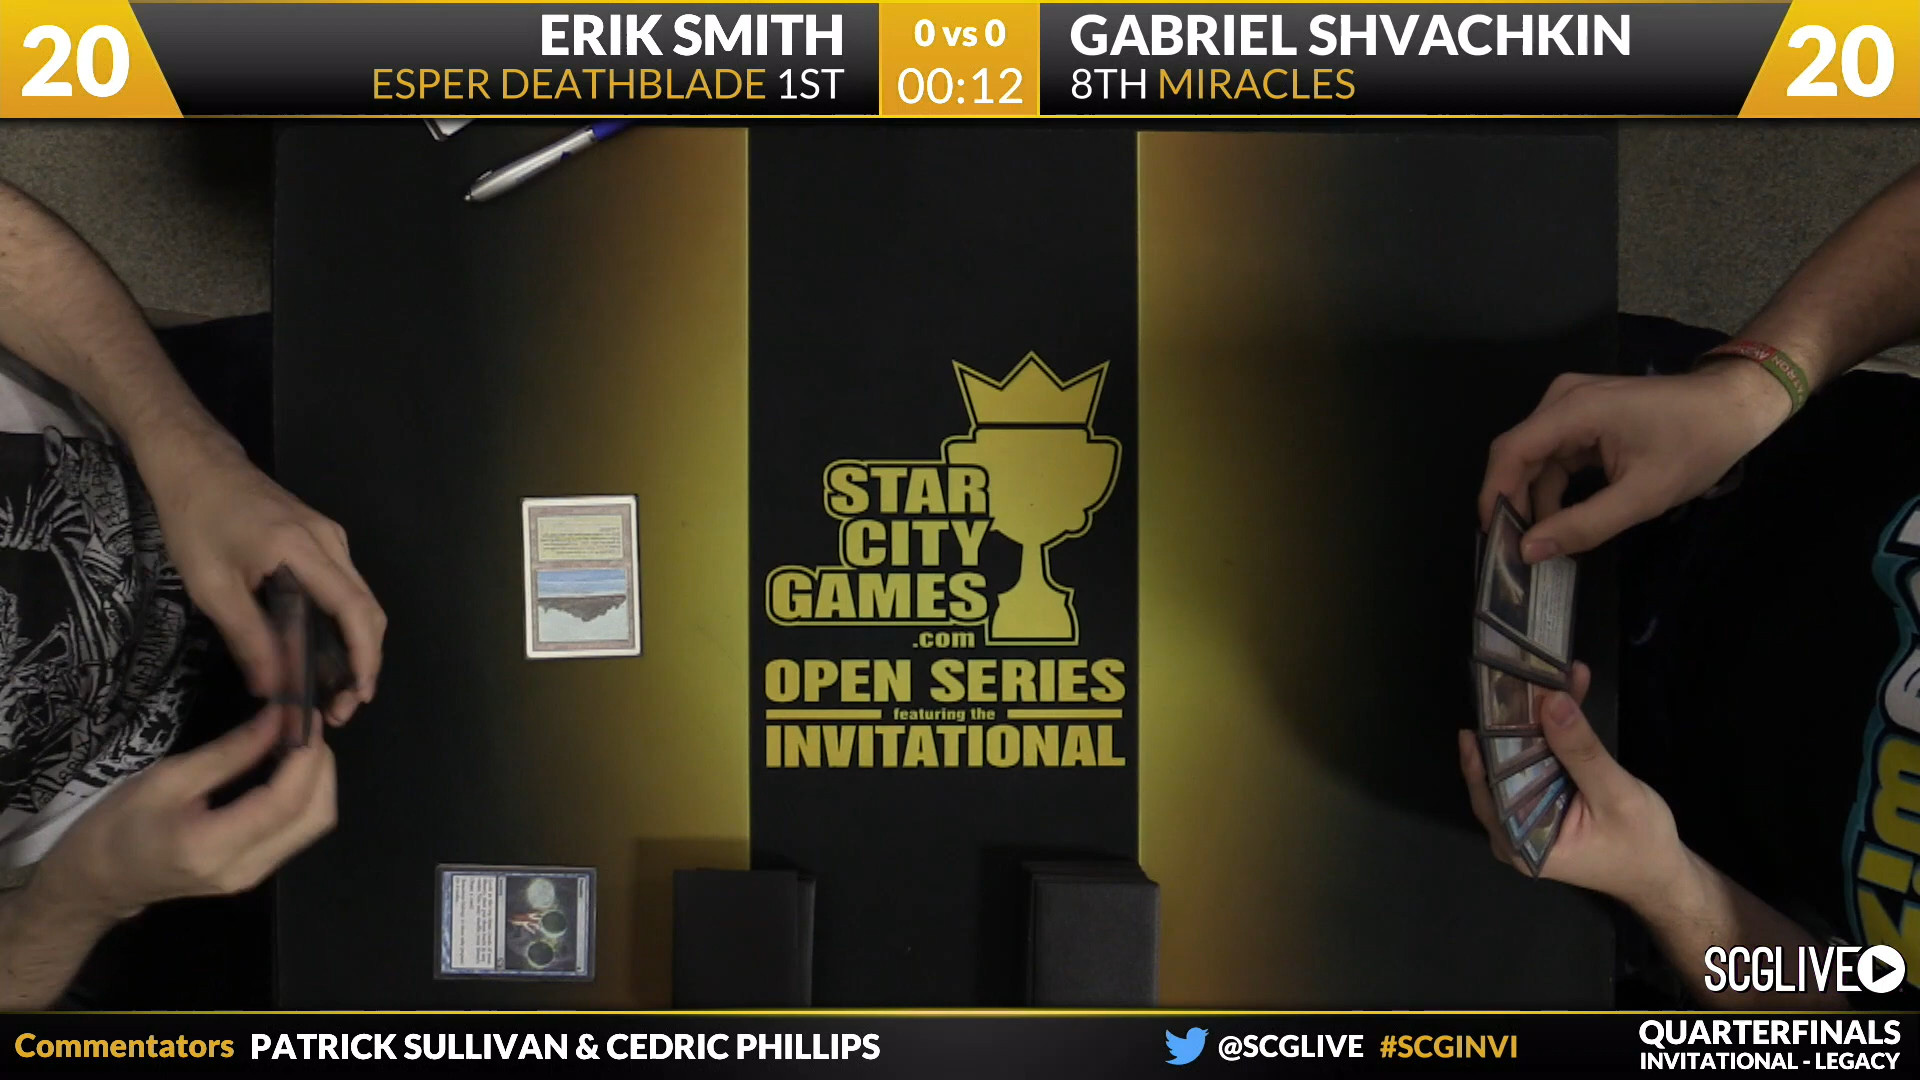 20
ERIK SMITH
ESPER DEATHBLADE 1ST
0 vs 0
00:12
GABRIEL SHVACHKIN
8TH MIRACLES
20
STAR
CITY
GAMES
.com
OPEN SERIES
featuring the
INVITATIONAL
SCGLIVE
Commentators PATRICK SULLIVAN & CEDRIC PHILLIPS
@SCGLIVE #SCGINVI
QUARTERFINALS
INVITATIONAL - LEGACY